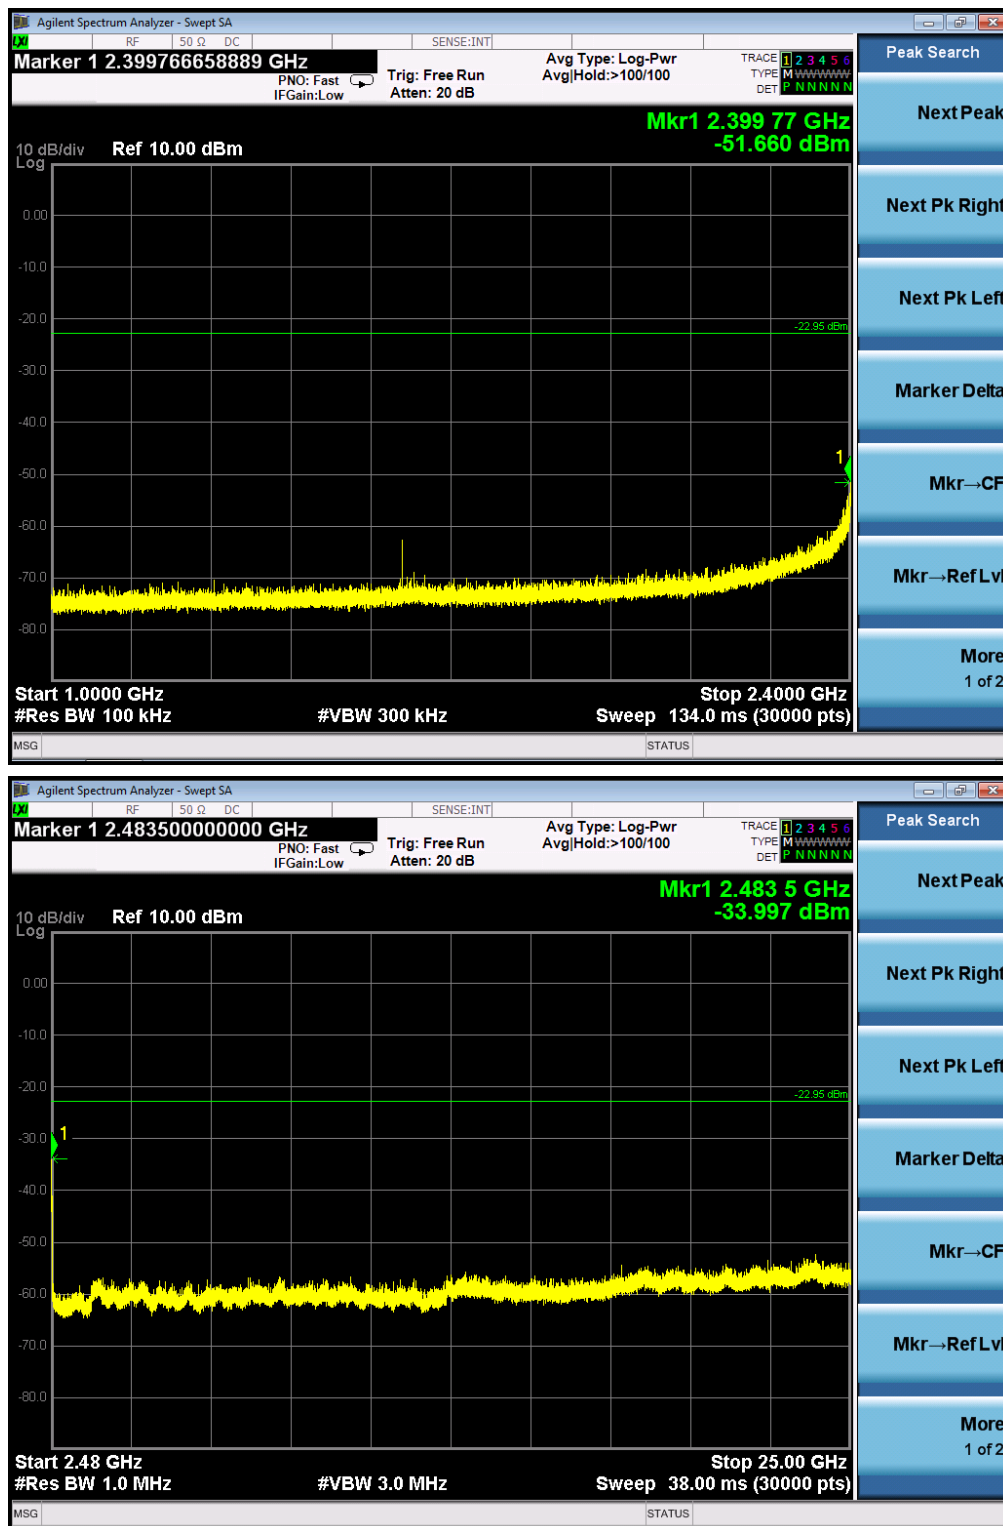 Agilent Spectrum Analyzer - Swept SA
LXI RF 50 Ω DC SENSE:INT
Marker 1 2.399766658889 GHz
PNO: Fast
IFGain:Low
Trig: Free Run
Atten: 20 dB
Avg Type: Log-Pwr
Avg|Hold:>100/100
TRACE 1 2 3 4 5 6
TYPE M WWWWW
DET P N N N N N
Mkr1 2.399 77 GHz
-51.660 dBm
10 dB/div Ref 10.00 dBm
Log
0.00
-10.0
-20.0
-22.95 dBm
-30.0
-40.0
1
-50.0
-60.0
-70.0
-80.0
Start 1.0000 GHz Stop 2.4000 GHz
#Res BW 100 kHz #VBW 300 kHz Sweep 134.0 ms (30000 pts)
MSG STATUS
Peak Search
Next Peak
Next Pk Right
Next Pk Left
Marker Delta
Mkr→CF
Mkr→Ref Lvl
More
1 of 2
Agilent Spectrum Analyzer - Swept SA
LXI RF 50 Ω DC SENSE:INT
Marker 1 2.483500000000 GHz
PNO: Fast
IFGain:Low
Trig: Free Run
Atten: 20 dB
Avg Type: Log-Pwr
Avg|Hold:>100/100
TRACE 1 2 3 4 5 6
TYPE M WWWWW
DET P N N N N N
Mkr1 2.483 5 GHz
-33.997 dBm
10 dB/div Ref 10.00 dBm
Log
0.00
-10.0
-20.0
-22.95 dBm
-30.0
1
-40.0
-50.0
-60.0
-70.0
-80.0
Start 2.48 GHz Stop 25.00 GHz
#Res BW 1.0 MHz #VBW 3.0 MHz Sweep 38.00 ms (30000 pts)
MSG STATUS
Peak Search
Next Peak
Next Pk Right
Next Pk Left
Marker Delta
Mkr→CF
Mkr→Ref Lvl
More
1 of 2